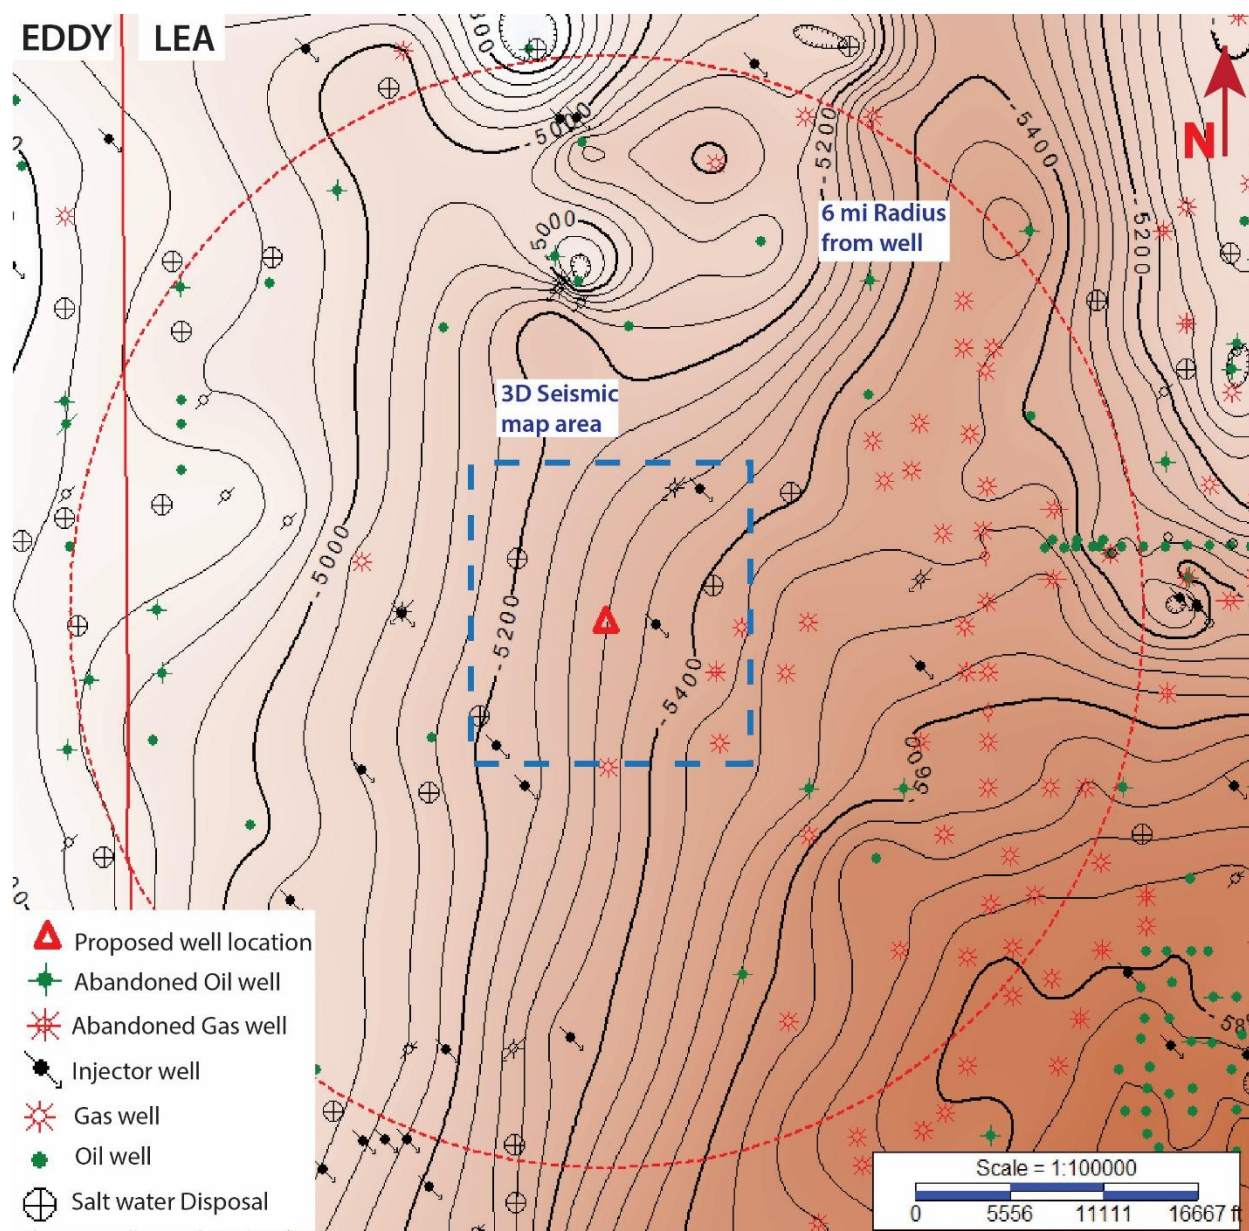 EDDY LEA
-5000
-5200
-5400
N
6 mi Radius
from well
5000
-5200
3D Seismic
map area
-5000
-5200
-5400
-5600
Proposed well location
Abandoned Oil well
Abandoned Gas well
Injector well
Gas well
Oil well
Salt water Disposal
Scale = 1:100000
0 5556 11111 16667 ft